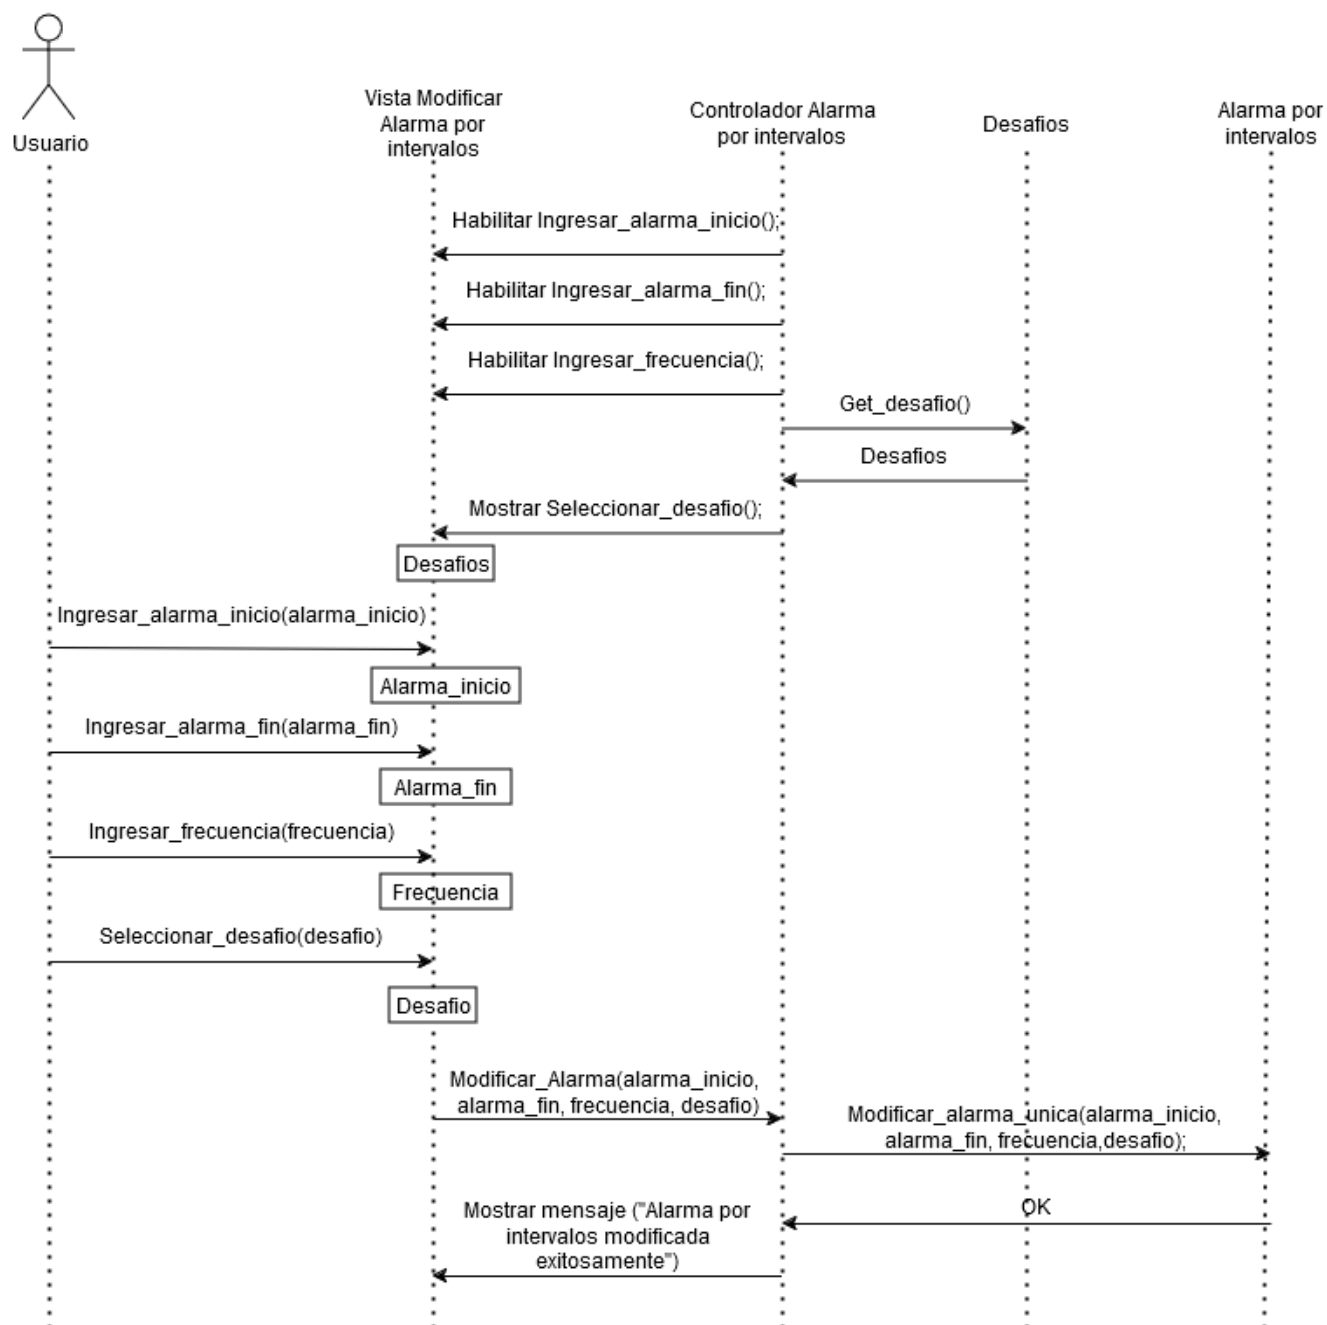 Usuario
Vista Modificar
Alarma por
intervalos
Controlador Alarma
por intervalos
Desafios
Alarma por
intervalos
Habilitar Ingresar_alarma_inicio();
Habilitar Ingresar_alarma_fin();
Habilitar Ingresar_frecuencia();
Get_desafio()
Desafios
Mostrar Seleccionar_desafio();
Desafios
Ingresar_alarma_inicio(alarma_inicio)
Alarma_inicio
Ingresar_alarma_fin(alarma_fin)
Alarma_fin
Ingresar_frecuencia(frecuencia)
Frecuencia
Seleccionar_desafio(desafio)
Desafio
Modificar_Alarma(alarma_inicio,
alarma_fin, frecuencia, desafio)
Modificar_alarma_unica(alarma_inicio,
alarma_fin, frecuencia,desafio);
OK
Mostrar mensaje ("Alarma por
intervalos modificada
exitosamente")